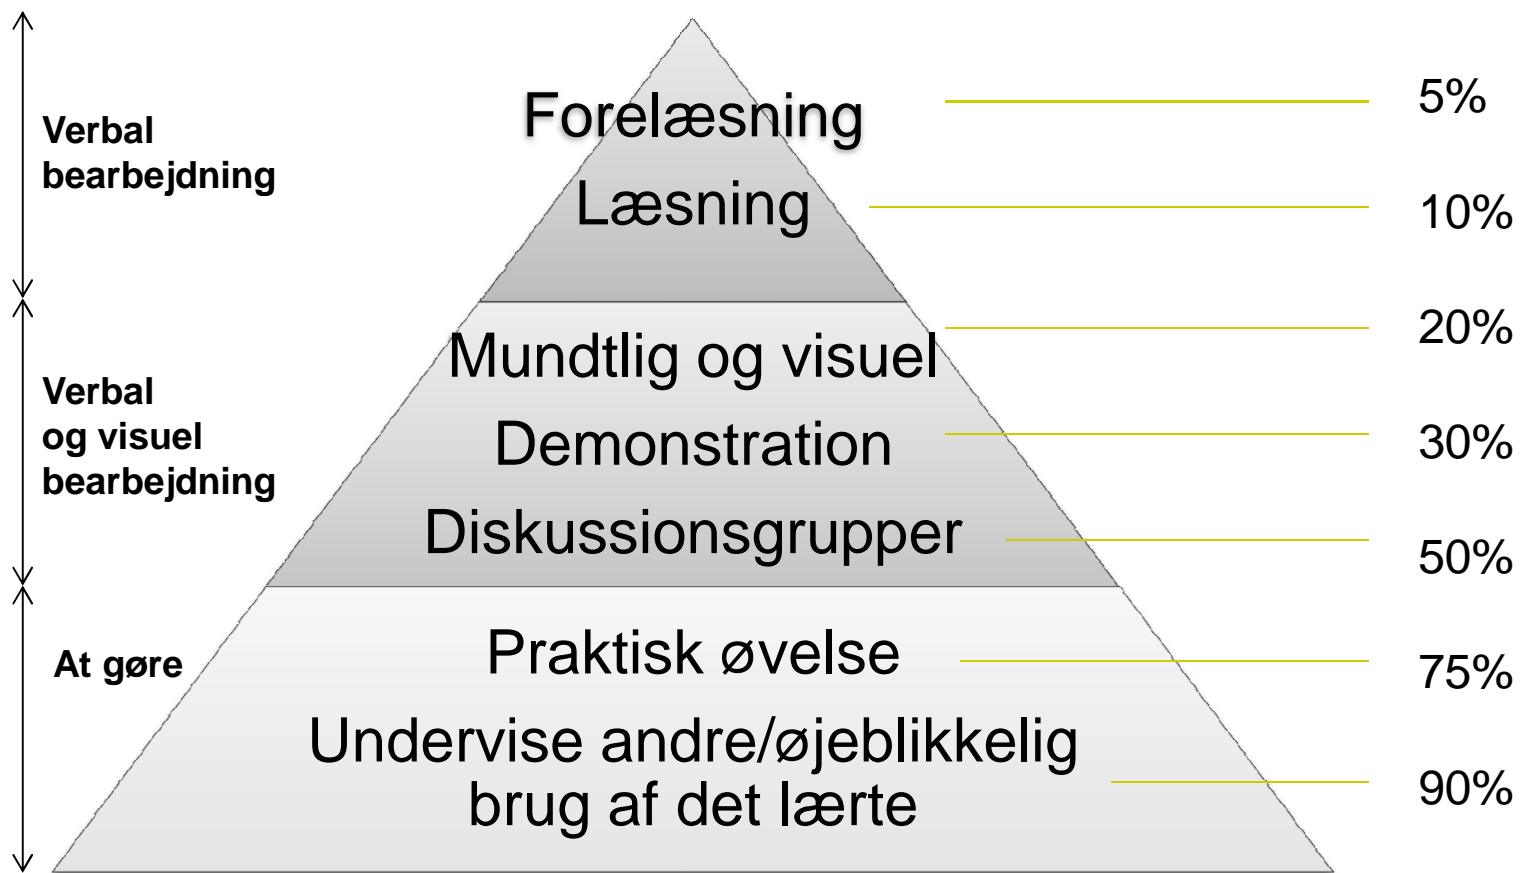 Verbal
bearbejdning
Forelæsning
5%
Læsning
10%
Verbal
og visuel
bearbejdning
Mundtlig og visuel
20%
Demonstration
30%
Diskussionsgrupper
50%
At gøre
Praktisk øvelse
75%
Undervise andre/øjeblikkelig
brug af det lærte
90%